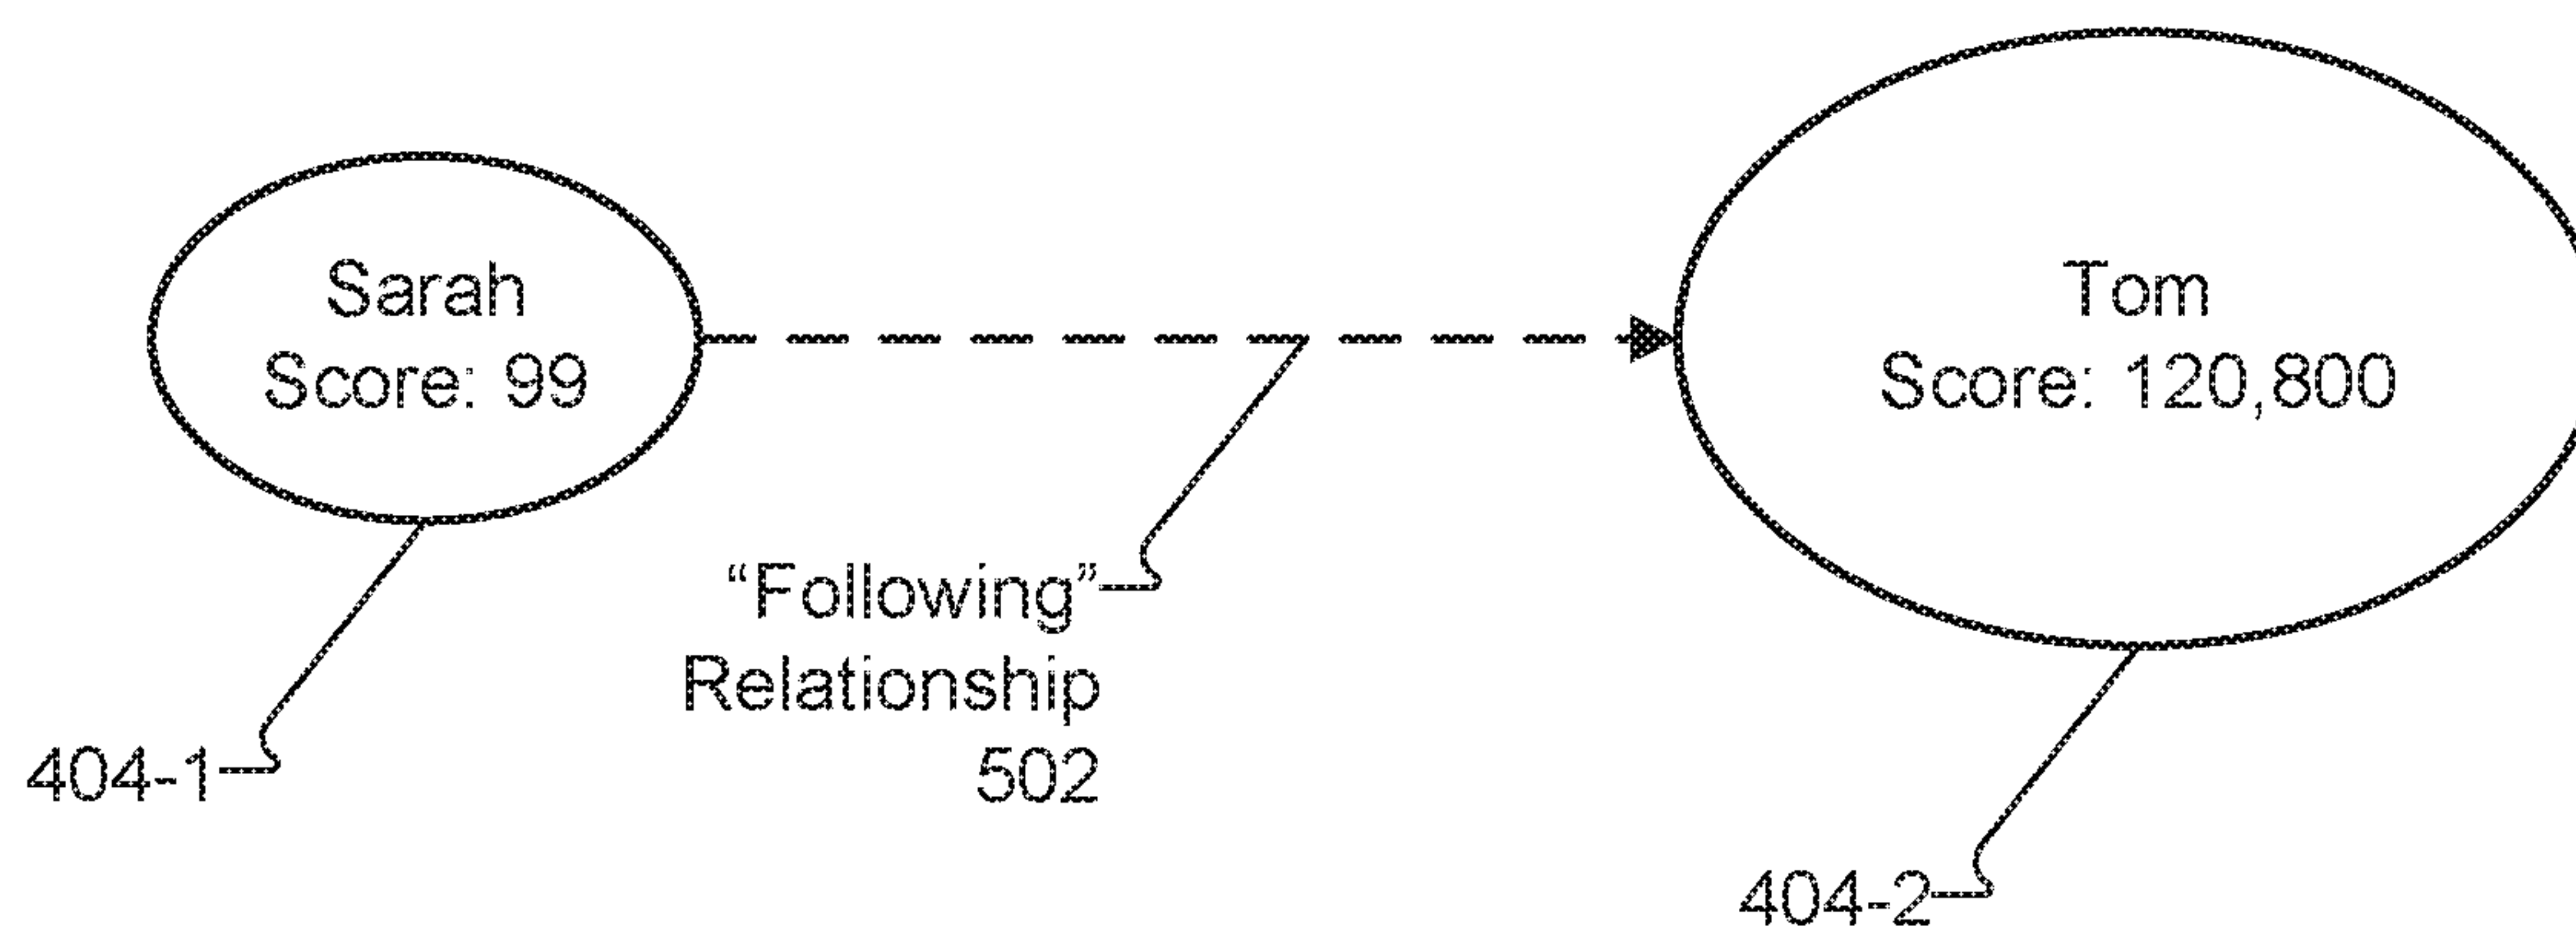 Sarah
Score: 99
Tom
Score: 120,800
“Following”
Relationship
502
404-1
404-2